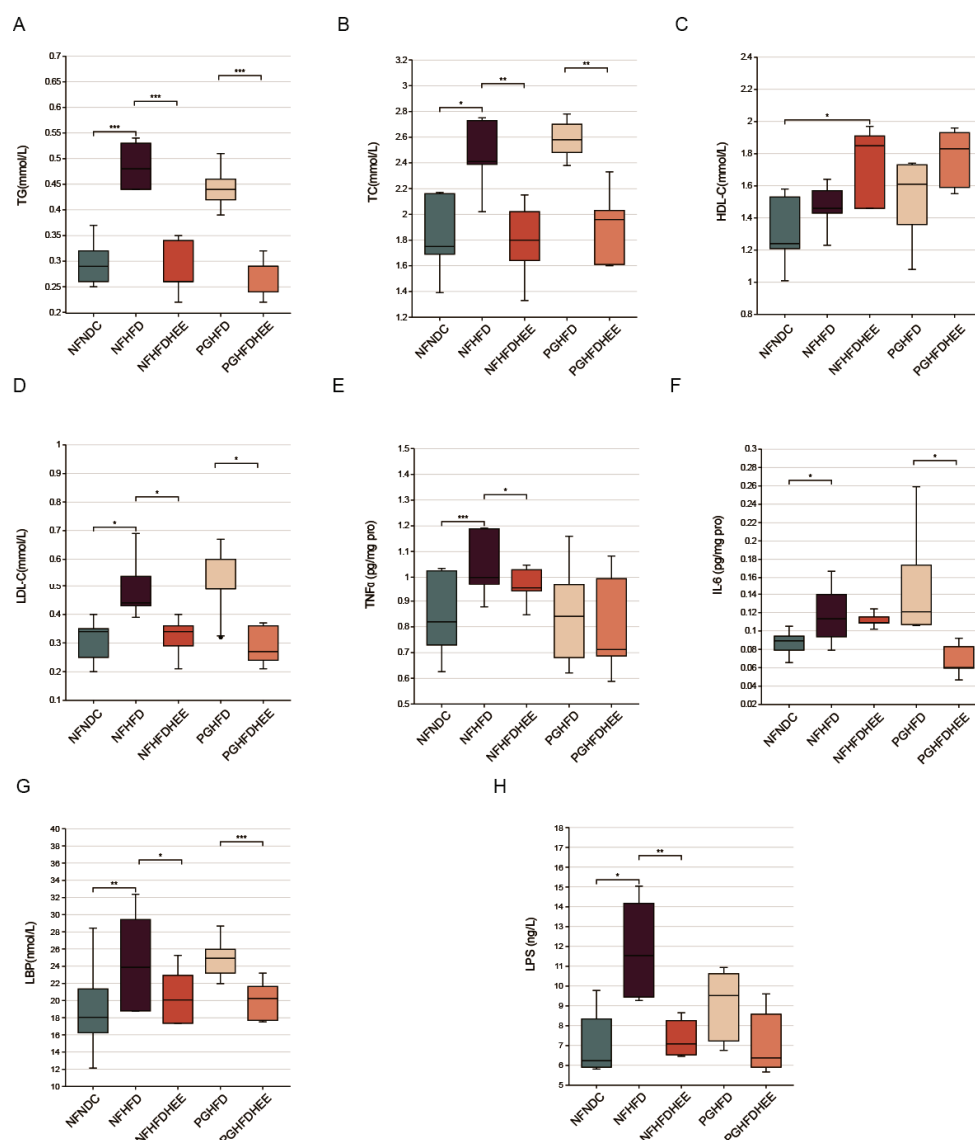 A
TG(mmol/L)
0.7
0.65
0.6
0.55
0.5
0.45
0.4
0.35
0.3
0.25
0.2
***
***
***
NFNDC
NFHFD
NFHFDHEE
PGHFD
PGHFDHEE
B
TC(mmol/L)
3.2
3
2.8
2.6
2.4
2.2
2
1.8
1.6
1.4
1.2
*
**
**
NFNDC
NFHFD
NFHFDHEE
PGHFD
PGHFDHEE
C
HDL-C(mmol/L)
2.4
2.2
2
1.8
1.6
1.4
1.2
1
0.8
*
NFNDC
NFHFD
NFHFDHEE
PGHFD
PGHFDHEE
D
LDL-C(mmol/L)
1
0.9
0.8
0.7
0.6
0.5
0.4
0.3
0.2
0.1
*
*
*
NFNDC
NFHFD
NFHFDHEE
PGHFD
PGHFDHEE
E
TNFα (pg/mg pro)
1.5
1.4
1.3
1.2
1.1
1
0.9
0.8
0.7
0.6
0.5
***
*
NFNDC
NFHFD
NFHFDHEE
PGHFD
PGHFDHEE
F
IL-6 (pg/mg pro)
0.3
0.28
0.26
0.24
0.22
0.2
0.18
0.16
0.14
0.12
0.1
0.08
0.06
0.04
0.02
*
*
NFNDC
NFHFD
NFHFDHEE
PGHFD
PGHFDHEE
G
LBP(nmol/L)
40
38
36
34
32
30
28
26
24
22
20
18
16
14
12
10
**
*
***
NFNDC
NFHFD
NFHFDHEE
PGHFD
PGHFDHEE
H
LPS (ng/L)
18
17
16
15
14
13
12
11
10
9
8
7
6
5
*
**
NFNDC
NFHFD
NFHFDHEE
PGHFD
PGHFDHEE